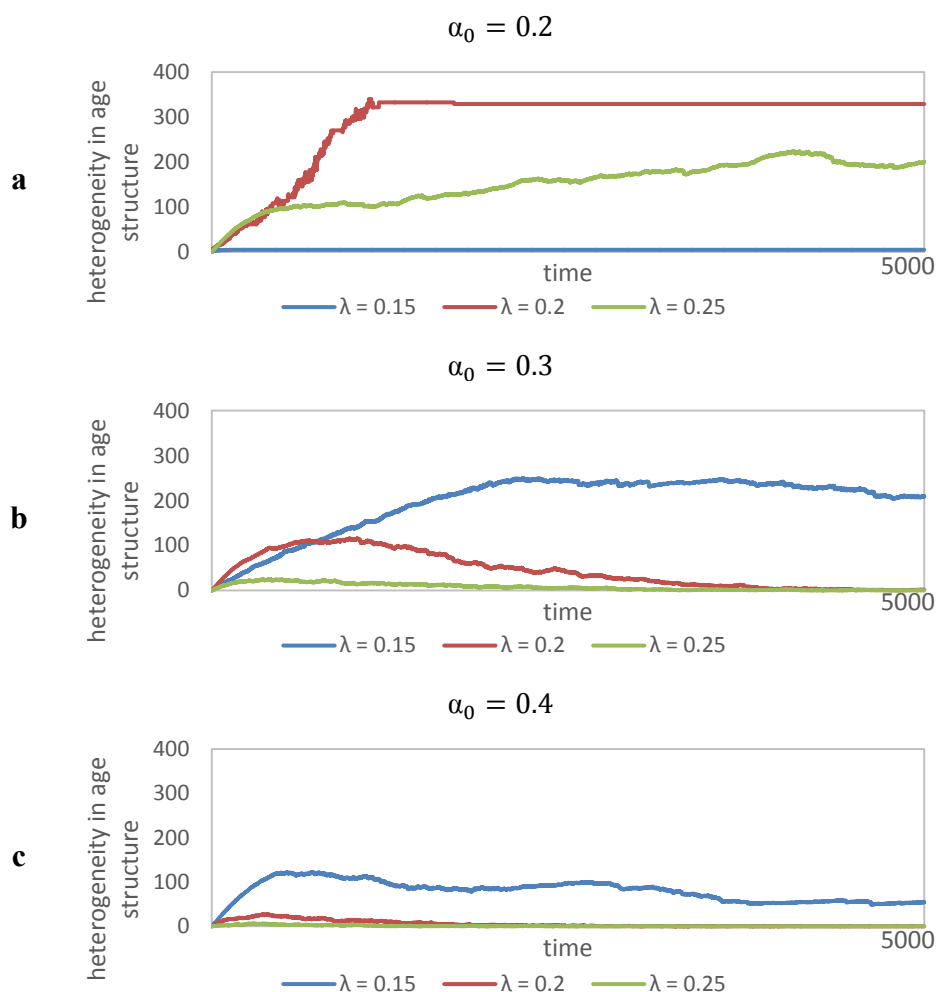 α₀ = 0.2
a
heterogeneity in age
structure
400
300
200
100
0
time
5000
λ = 0.15 λ = 0.2 λ = 0.25
α₀ = 0.3
b
heterogeneity in age
structure
400
300
200
100
0
time
5000
λ = 0.15 λ = 0.2 λ = 0.25
α₀ = 0.4
c
heterogeneity in age
structure
400
300
200
100
0
time
5000
λ = 0.15 λ = 0.2 λ = 0.25